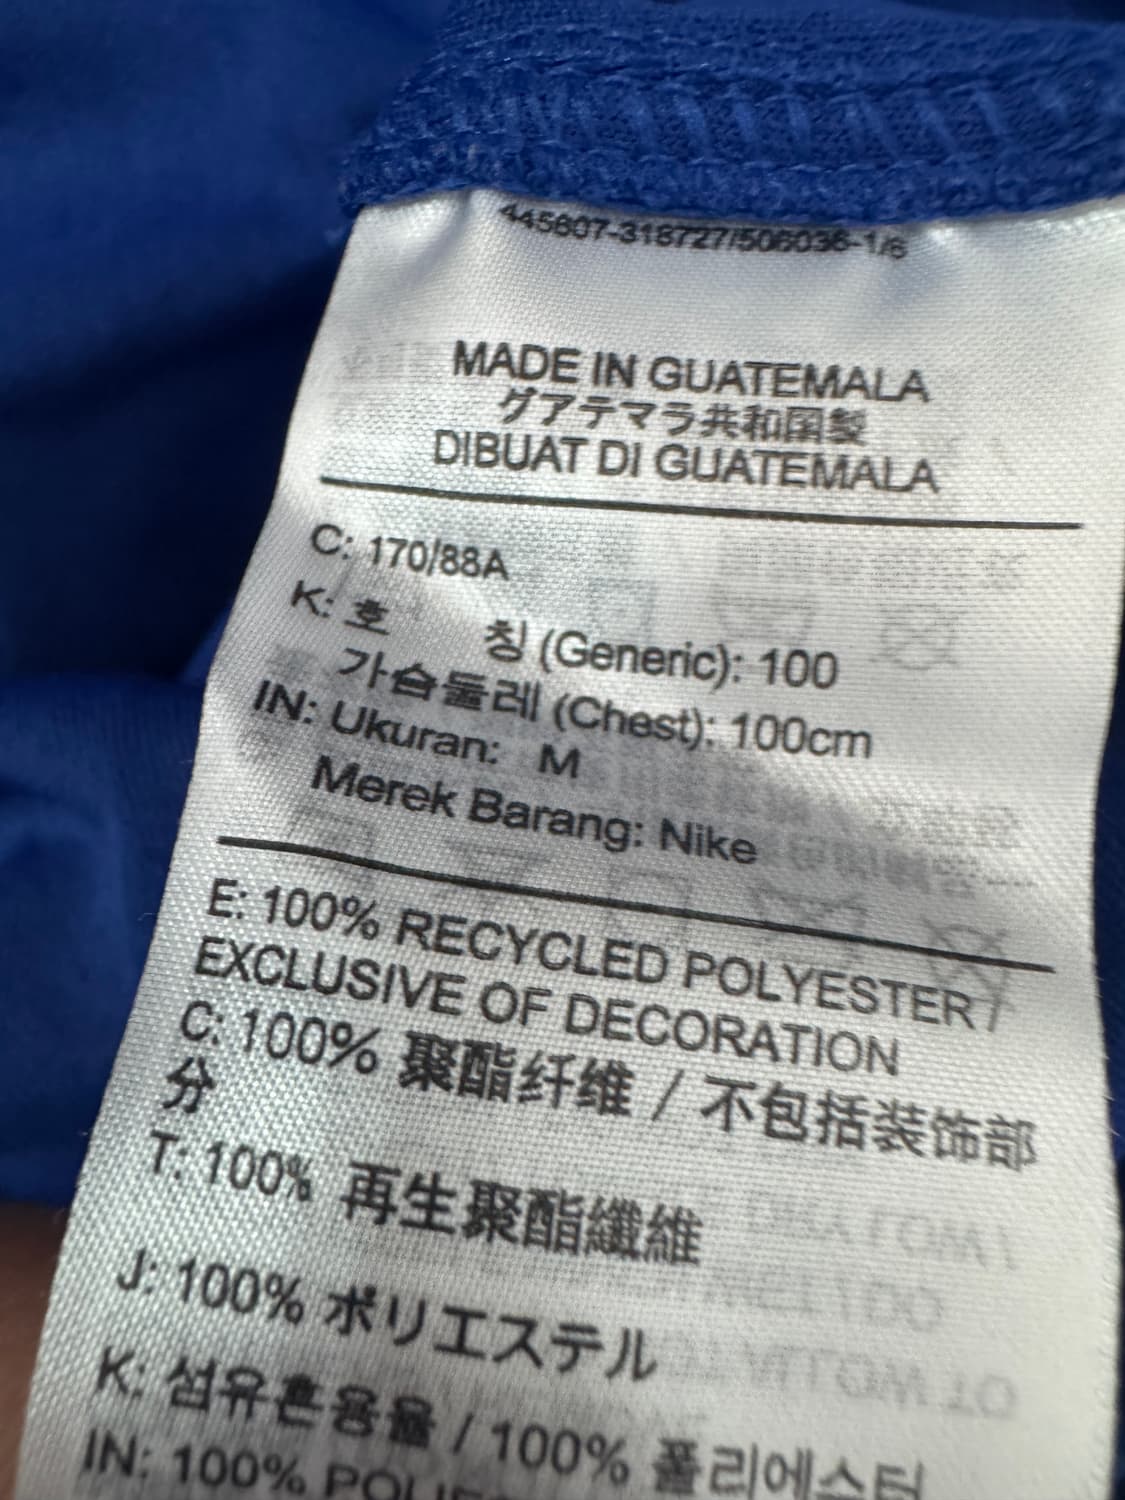 445607-318727/506036-1/6
MADE IN GUATEMALA
グアテマラ共和国製
DIBUAT DI GUATEMALA
C: 170/88A
K: 호 칭 (Generic): 100
가슴둘레 (Chest): 100cm
IN: Ukuran: M
Merek Barang: Nike
E: 100% RECYCLED POLYESTER /
EXCLUSIVE OF DECORATION
C: 100% 聚酯纤维 / 不包括装饰部
分
T: 100% 再生聚酯纖維
J: 100% ポリエステル
K: 섬유혼용율 / 100% 폴리에스터
IN: 100%